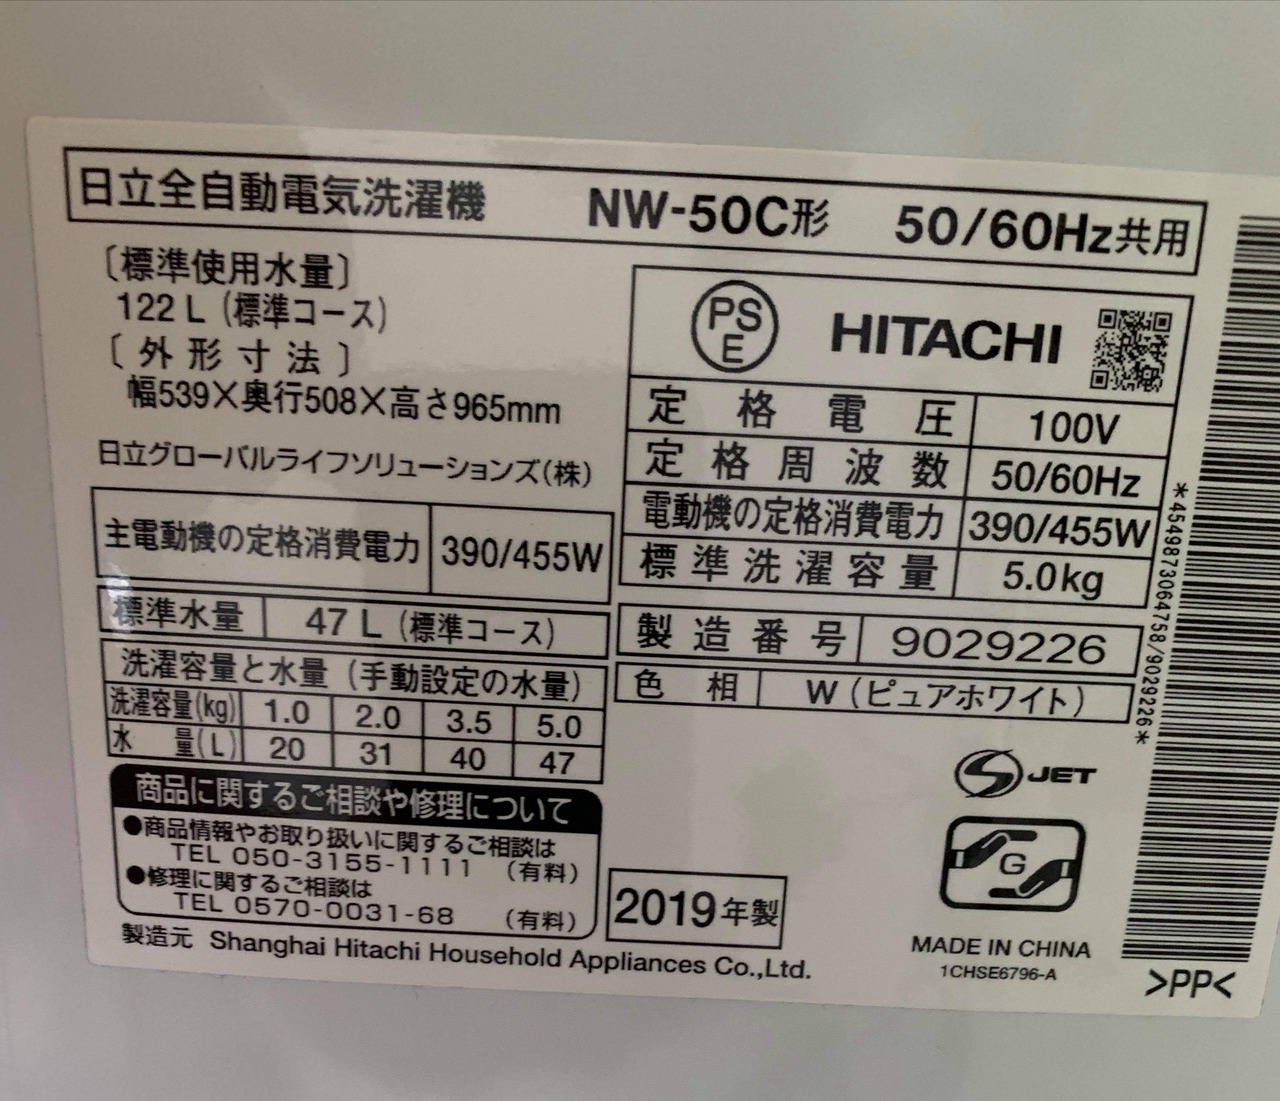 日立全自動電気洗濯機 NW-50C形 50/60Hz共用
〔標準使用水量〕
122 L (標準コース)
〔外形寸法〕
幅539×奥行508×高さ965mm
日立グローバルライフソリューションズ(株)
主電動機の定格消費電力 390/455W
標準水量 47 L (標準コース)
洗濯容量と水量 (手動設定の水量)
洗濯容量(kg) 1.0 2.0 3.5 5.0
水量(L) 20 31 40 47
商品に関するご相談や修理について
●商品情報やお取り扱いに関するご相談は
TEL 050-3155-1111 (有料)
●修理に関するご相談は
TEL 0570-0031-68 (有料)
製造元 Shanghai Hitachi Household Appliances Co.,Ltd.
PSE HITACHI
定格電圧 100V
定格周波数 50/60Hz
電動機の定格消費電力 390/455W
標準洗濯容量 5.0kg
製造番号 9029226
色相 W (ピュアホワイト)
JET
G
2019年製
MADE IN CHINA
1CHSE6796-A
*4549873064758/9029226*
>PP<